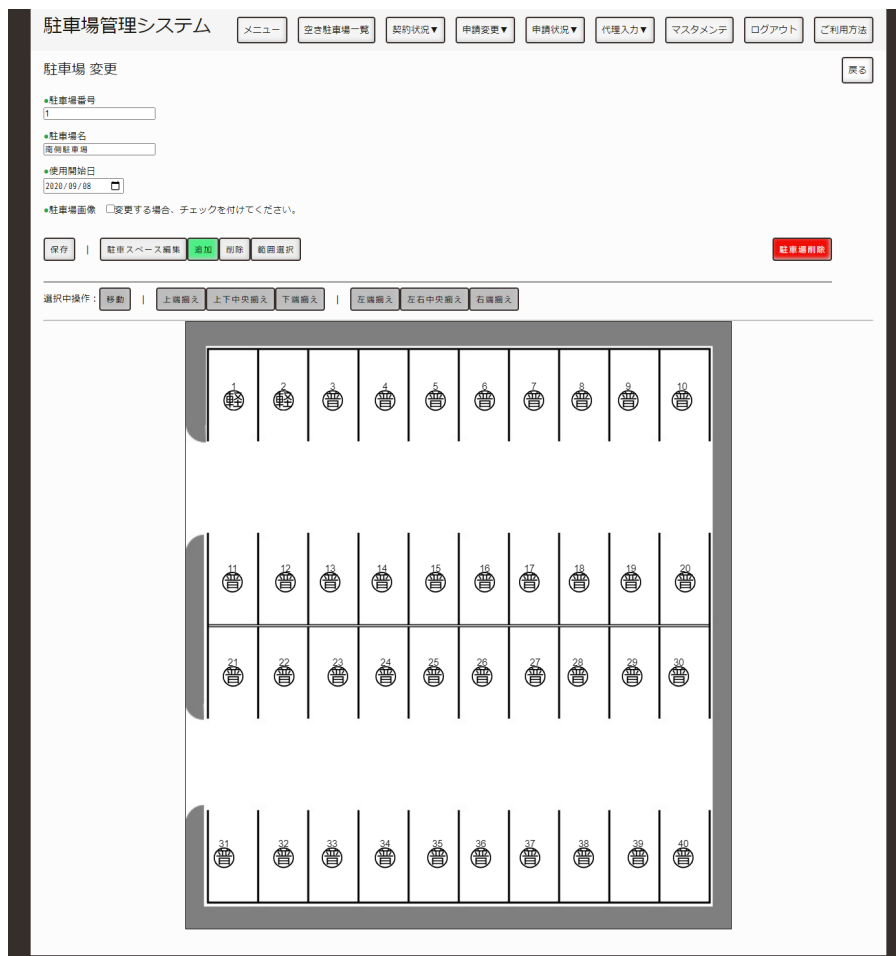 駐車場管理システム メニュー 空き駐車場一覧 契約状況▼ 申請変更▼ 申請状況▼ 代理入力▼ マスタメンテ ログアウト ご利用方法
駐車場 変更 戻る
●駐車場番号
1
●駐車場名
南側駐車場
●使用開始日
2020/09/08
●駐車場画像 変更する場合、チェックを付けてください。
保存 | 駐車スペース編集 追加 削除 範囲選択 駐車場削除
選択中操作： 移動 | 上端揃え 上下中央揃え 下端揃え | 左端揃え 左右中央揃え 右端揃え
1 2 3 4 5 6 7 8 9 10
軽 軽 普 普 普 普 普 普 普 普
11 12 13 14 15 16 17 18 19 20
普 普 普 普 普 普 普 普 普 普
21 22 23 24 25 26 27 28 29 30
普 普 普 普 普 普 普 普 普 普
31 32 33 34 35 36 37 38 39 40
普 普 普 普 普 普 普 普 普 普